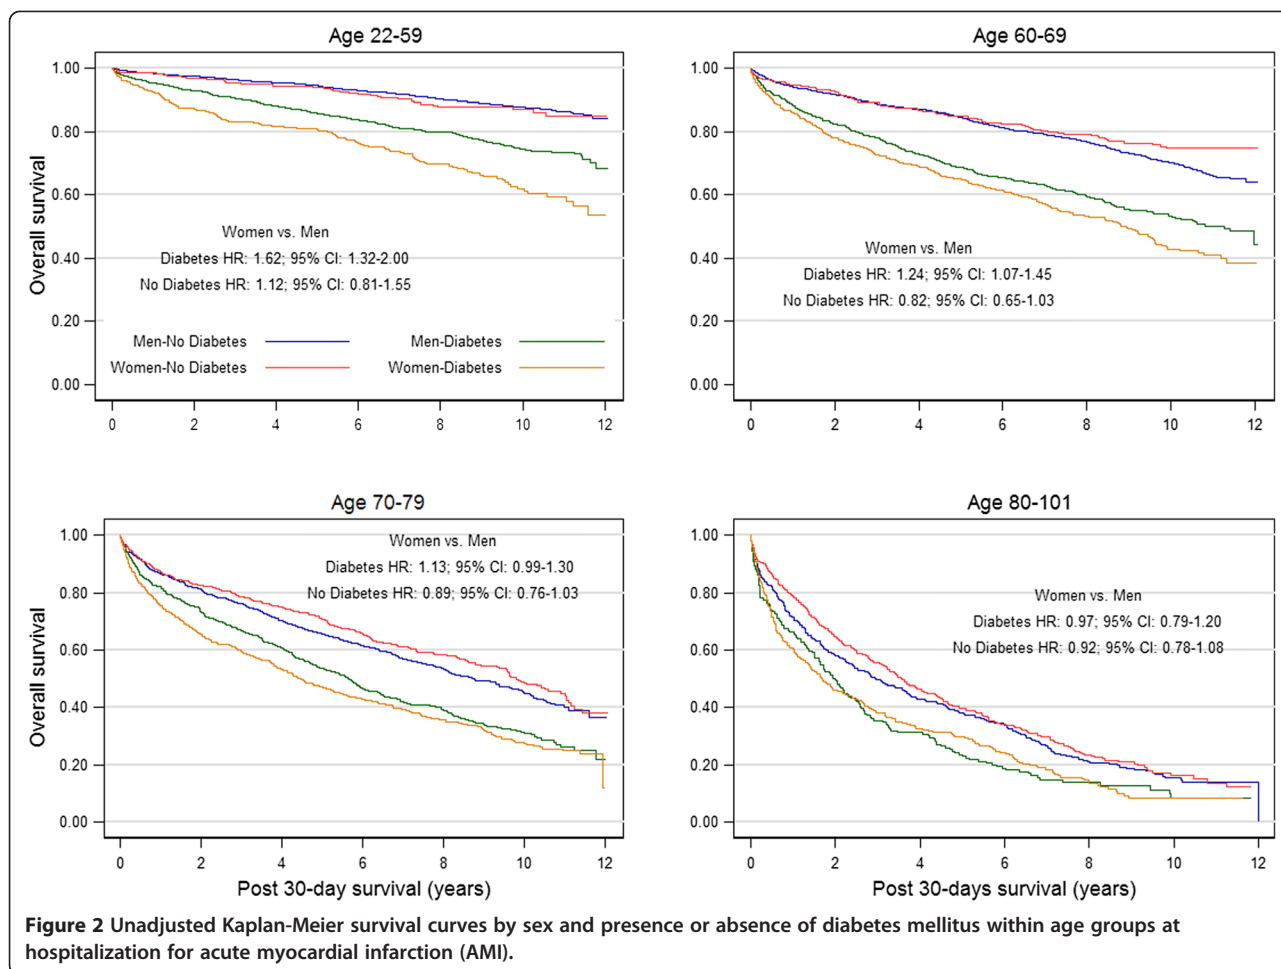 Age 22-59
Overall survival
1.00
0.80
0.60
0.40
0.20
0.00
Women vs. Men
Diabetes HR: 1.62; 95% CI: 1.32-2.00
No Diabetes HR: 1.12; 95% CI: 0.81-1.55
Men-No Diabetes
Men-Diabetes
Women-No Diabetes
Women-Diabetes
0 2 4 6 8 10 12
Age 60-69
1.00
0.80
0.60
0.40
0.20
0.00
Women vs. Men
Diabetes HR: 1.24; 95% CI: 1.07-1.45
No Diabetes HR: 0.82; 95% CI: 0.65-1.03
0 2 4 6 8 10 12
Age 70-79
Overall survival
1.00
0.80
0.60
0.40
0.20
0.00
Women vs. Men
Diabetes HR: 1.13; 95% CI: 0.99-1.30
No Diabetes HR: 0.89; 95% CI: 0.76-1.03
0 2 4 6 8 10 12
Post 30-day survival (years)
Age 80-101
1.00
0.80
0.60
0.40
0.20
0.00
Women vs. Men
Diabetes HR: 0.97; 95% CI: 0.79-1.20
No Diabetes HR: 0.92; 95% CI: 0.78-1.08
0 2 4 6 8 10 12
Post 30-days survival (years)
Figure 2 Unadjusted Kaplan-Meier survival curves by sex and presence or absence of diabetes mellitus within age groups at
hospitalization for acute myocardial infarction (AMI).